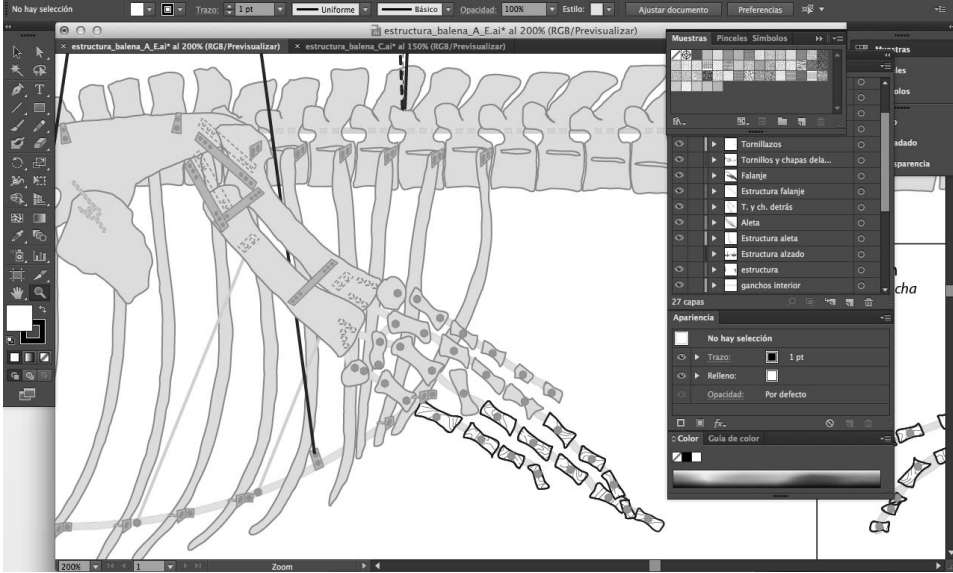 No hay selección Trazo: 1 pt Uniforme Básico Opacidad: 100% Estilo: Ajustar documento Preferencias
estructura_balena_A_E.ai* al 200% (RGB/Previsualizar)
× estructura_balena_A_E.ai* al 200% (RGB/Previsualizar) × estructura_balena_C.ai* al 150% (RGB/Previsualizar)
Muestras Pinceles Símbolos
Tornillazos
Tornillos y chapas dela...
Falanje
Estructura falanje
T. y ch. detrás
Aleta
Estructura aleta
Estructura alzado
estructura
ganchos interior
27 capas
Apariencia
No hay selección
Trazo: 1 pt
Relleno:
Opacidad: Por defecto
fx.
Color Guía de color
200% 1 Zoom